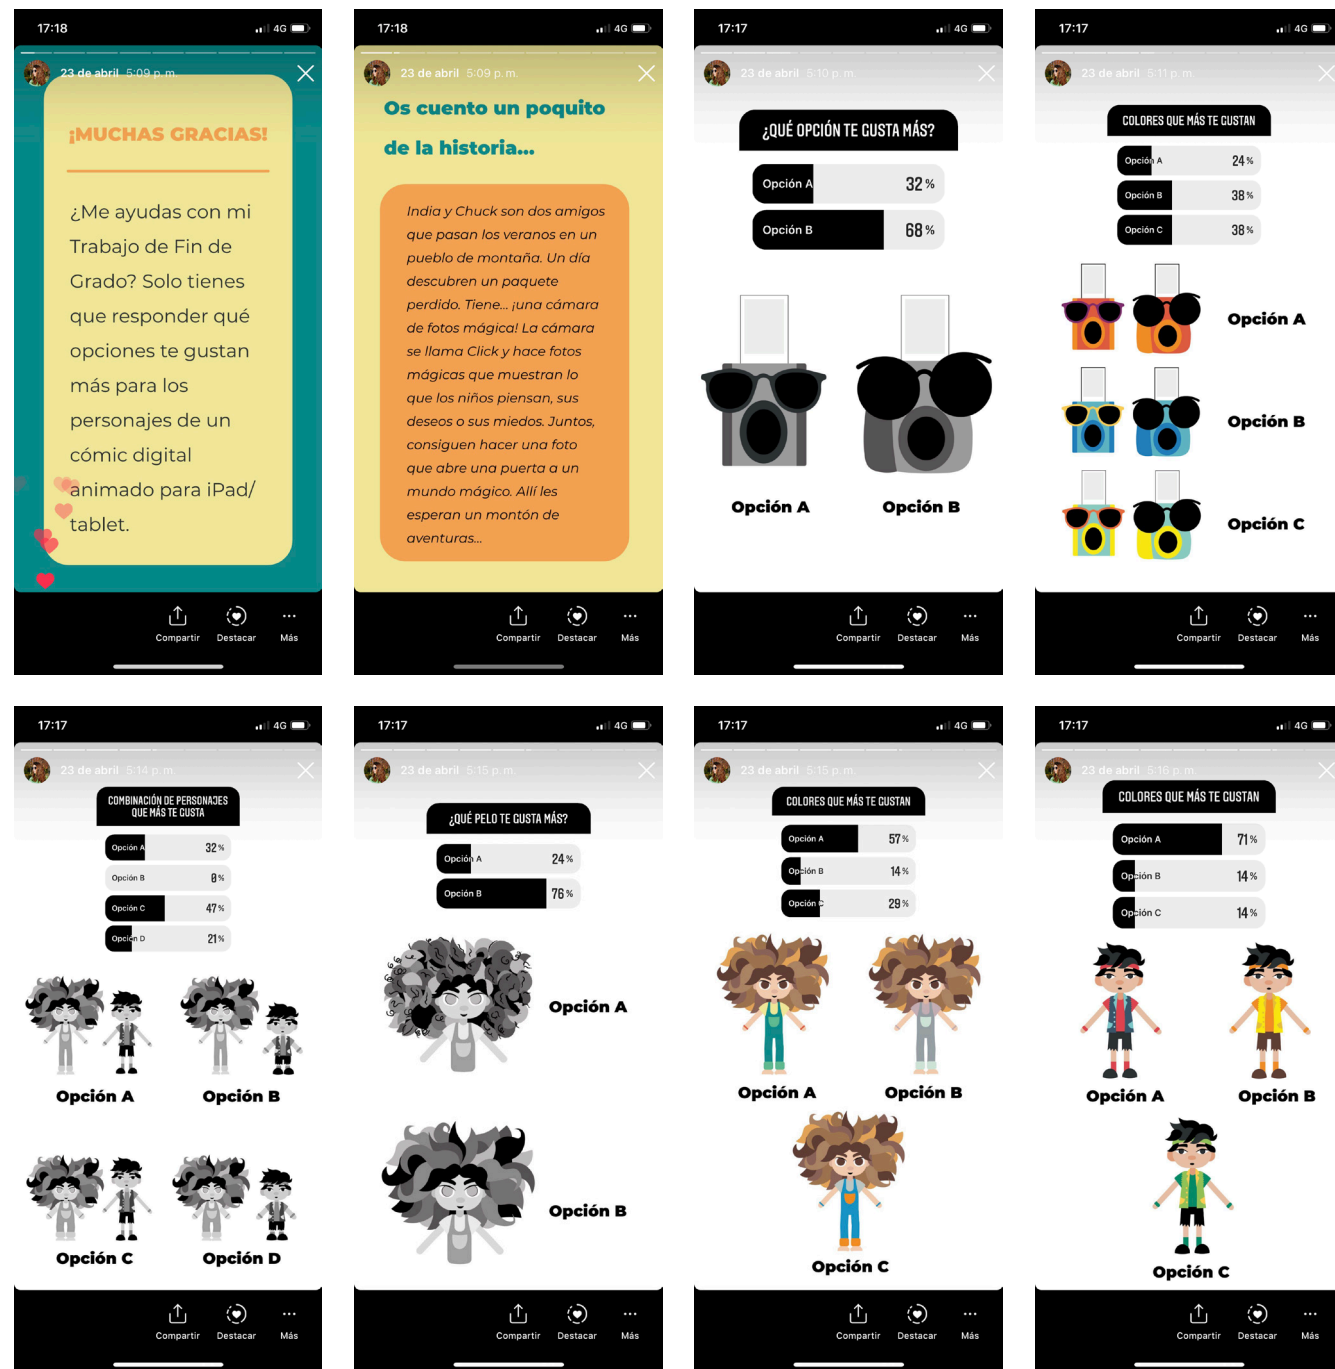 17:18
4G
23 de abril 5:09 p. m.
¡MUCHAS GRACIAS!
¿Me ayudas con mi
Trabajo de Fin de
Grado? Solo tienes
que responder qué
opciones te gustan
más para los
personajes de un
cómic digital
animado para iPad/
tablet.
Compartir Destacar Más
17:18
4G
23 de abril 5:09 p. m.
Os cuento un poquito
de la historia...
India y Chuck son dos amigos
que pasan los veranos en un
pueblo de montaña. Un día
descubren un paquete
perdido. Tiene... ¡una cámara
de fotos mágica! La cámara
se llama Click y hace fotos
mágicas que muestran lo
que los niños piensan, sus
deseos o sus miedos. Juntos,
consiguen hacer una foto
que abre una puerta a un
mundo mágico. Allí les
esperan un montón de
aventuras...
Compartir Destacar Más
17:17
4G
23 de abril 5:10 p. m.
¿QUÉ OPCIÓN TE GUSTA MÁS?
Opción A 32%
Opción B 68%
Opción A Opción B
Compartir Destacar Más
17:17
4G
23 de abril 5:11 p. m.
COLORES QUE MÁS TE GUSTAN
Opción A 24%
Opción B 38%
Opción C 38%
Opción A
Opción B
Opción C
Compartir Destacar Más
17:17
4G
23 de abril 5:14 p. m.
COMBINACIÓN DE PERSONAJES
QUE MÁS TE GUSTA
Opción A 32%
Opción B 0%
Opción C 47%
Opción D 21%
Opción A Opción B
Opción C Opción D
Compartir Destacar Más
17:17
4G
23 de abril 5:15 p. m.
¿QUÉ PELO TE GUSTA MÁS?
Opción A 24%
Opción B 76%
Opción A
Opción B
Compartir Destacar Más
17:17
4G
23 de abril 5:15 p. m.
COLORES QUE MÁS TE GUSTAN
Opción A 57%
Opción B 14%
Opción C 29%
Opción A Opción B
Opción C
Compartir Destacar Más
17:17
4G
23 de abril 5:16 p. m.
COLORES QUE MÁS TE GUSTAN
Opción A 71%
Opción B 14%
Opción C 14%
Opción A Opción B
Opción C
Compartir Destacar Más